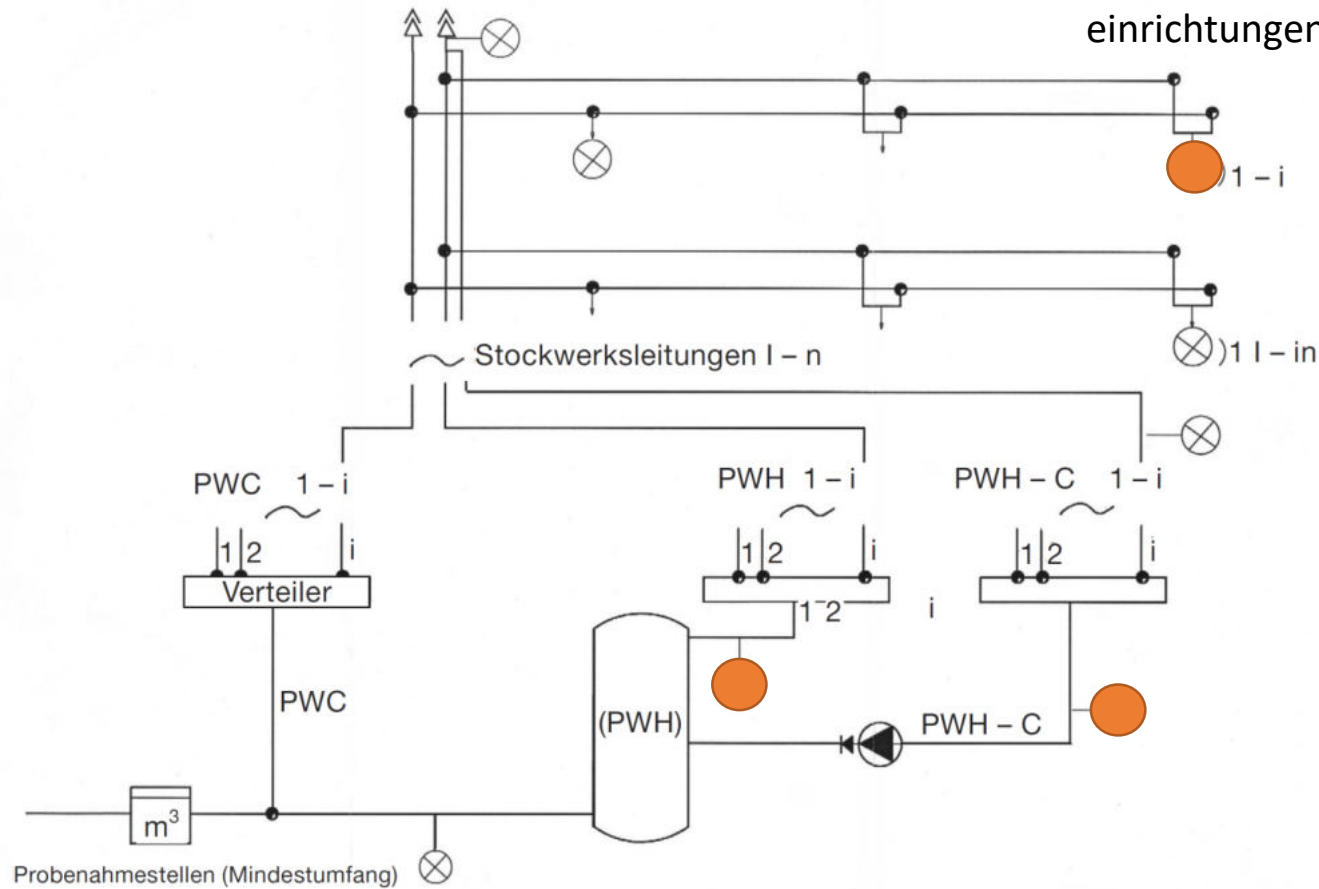 einrichtungen
)1 – i
Stockwerksleitungen I – n
)1 I – in
PWC 1 – i
PWH 1 – i
PWH – C 1 – i
1 2 i
1 2 i
1 2 i
Verteiler
1 2 i
PWC
(PWH)
PWH – C
m³
Probenahmestellen (Mindestumfang)